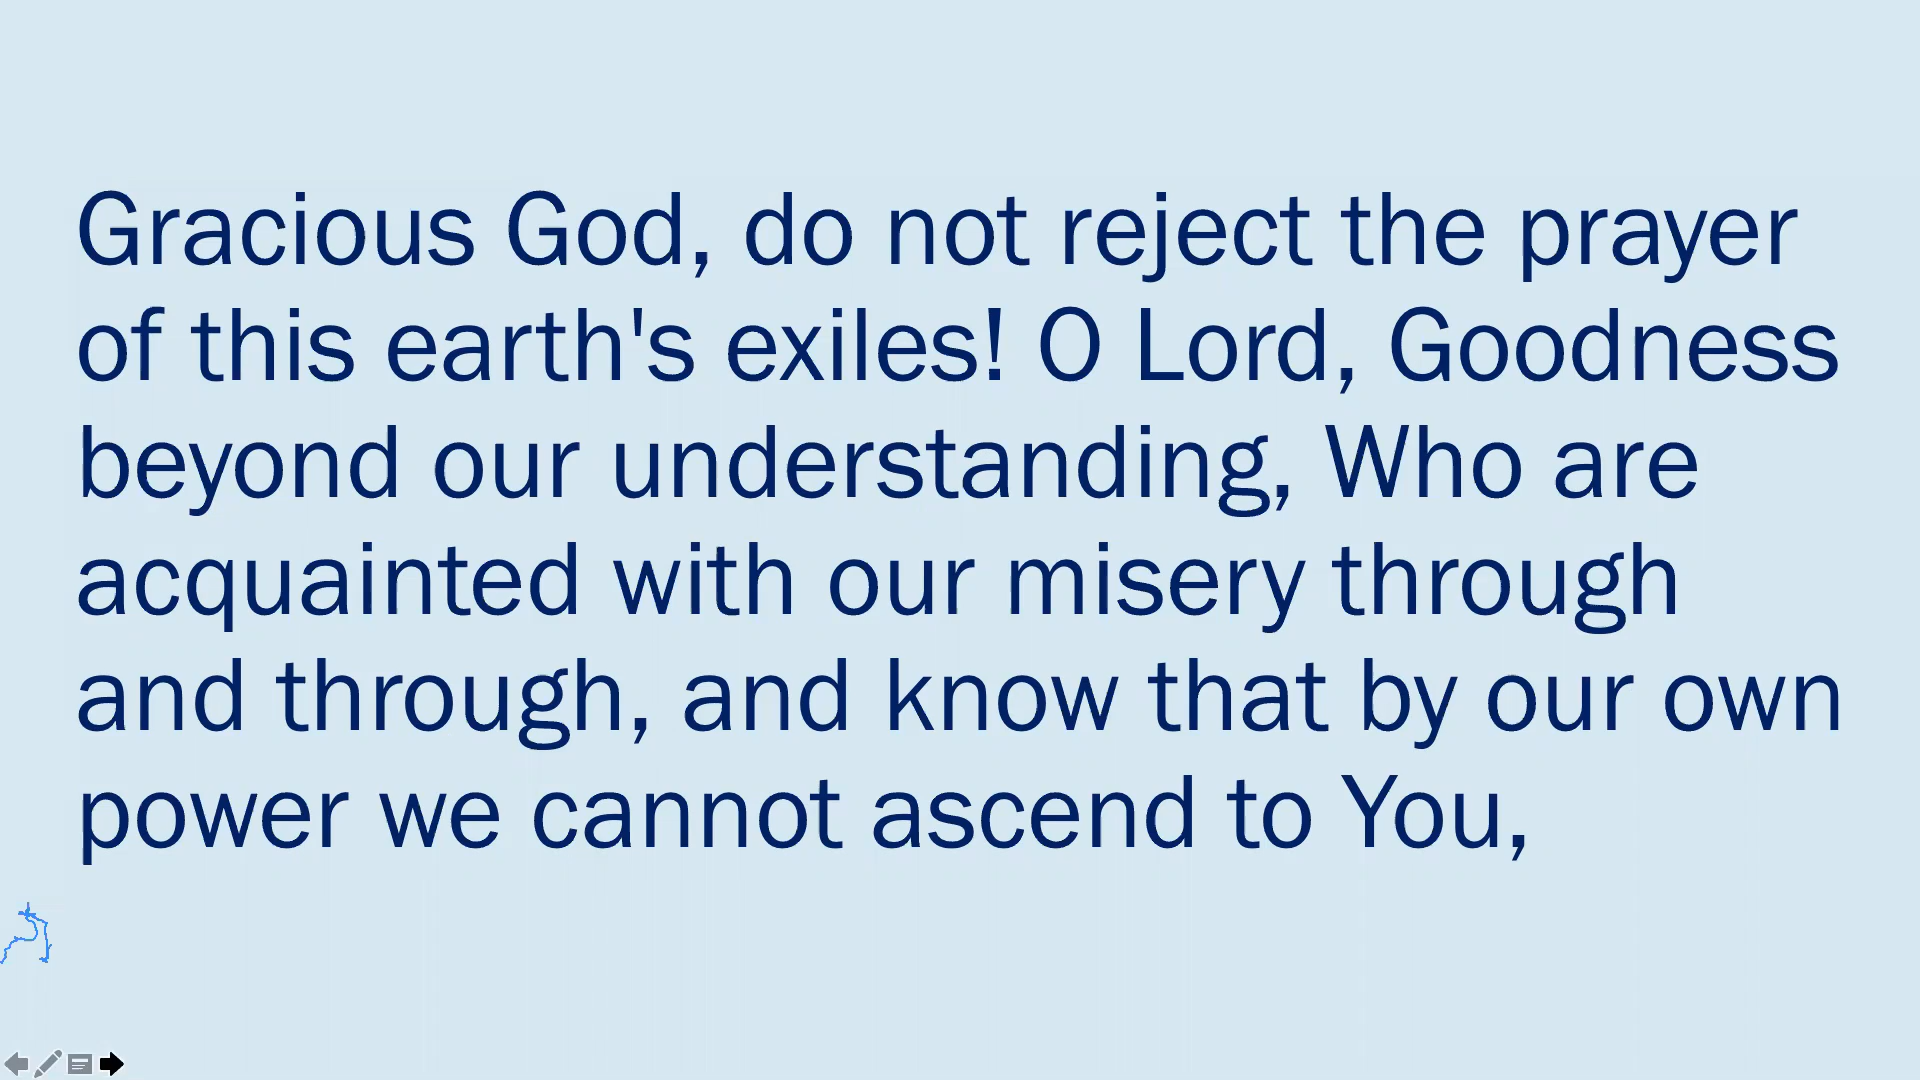 Gracious God, do not reject the prayer
of this earth's exiles! O Lord, Goodness
beyond our understanding, Who are
acquainted with our misery through
and through, and know that by our own
power we cannot ascend to You,